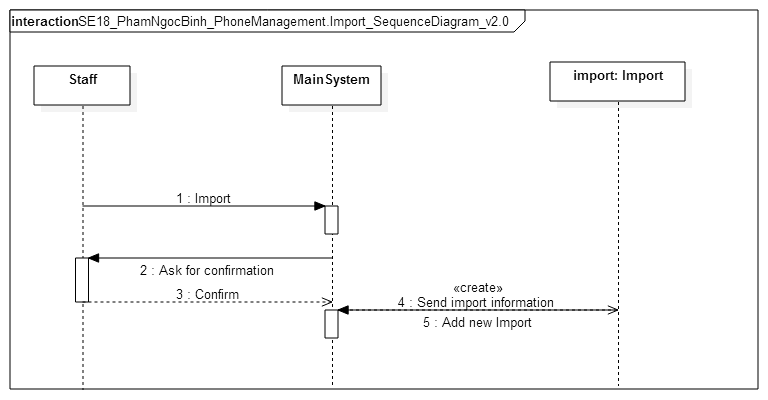 interactionSE18_PhamNgocBinh_PhoneManagement.Import_SequenceDiagram_v2.0
Staff
MainSystem
import: Import
1 : Import
2 : Ask for confirmation
3 : Confirm
«create»
4 : Send import information
5 : Add new Import